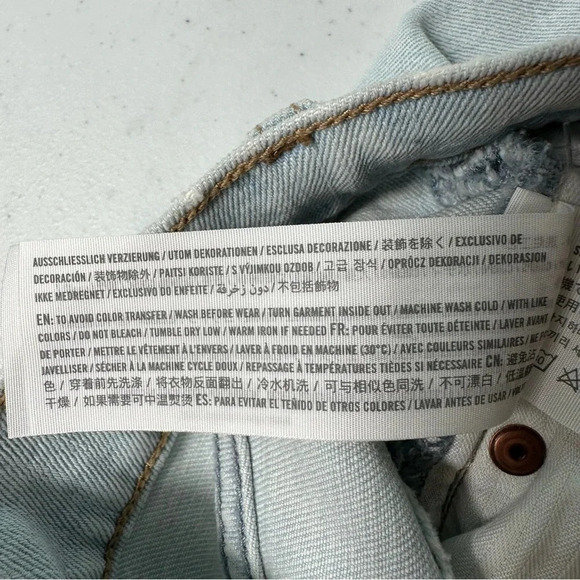 AUSSCHLIESSLICH VERZIERUNG / UTOM DEKORATIONEN / ESCLUSA DECORAZIONE / 装飾を除く / EXCLUSIVO DE
DECORACIÓN / 装饰物除外 / PAITSI KORISTE / S VÝJIMKOU OZDOB / 고급 장식 / OPRÓCZ DEKORACJI / DEKORASJON
IKKE MEDREGNET / EXCLUSIVO DO ENFEITE / دون زخرفة / 不包括飾物
EN: TO AVOID COLOR TRANSFER / WASH BEFORE WEAR / TURN GARMENT INSIDE OUT / MACHINE WASH COLD / WITH LIKE
COLORS / DO NOT BLEACH / TUMBLE DRY LOW / WARM IRON IF NEEDED FR: POUR ÉVITER TOUTE DÉTEINTE / LAVER AVANT
DE PORTER / METTRE LE VÊTEMENT À L'ENVERS / LAVER À FROID EN MACHINE (30°C) / AVEC COULEURS SIMILAIRES / NE PAS
JAVELLISER / SÉCHER À LA MACHINE CYCLE DOUX / REPASSAGE À TEMPÉRATURES TIÈDES SI NÉCESSAIRE CN: 避免沾
色 / 穿着前先洗涤 / 将衣物反面翻出 / 冷水机洗 / 可与相似色同洗 / 不可漂白 / 低温
干燥 / 如果需要可中温熨烫 ES: PARA EVITAR EL TEÑIDO DE OTROS COLORES / LAVAR ANTES DE USAR /